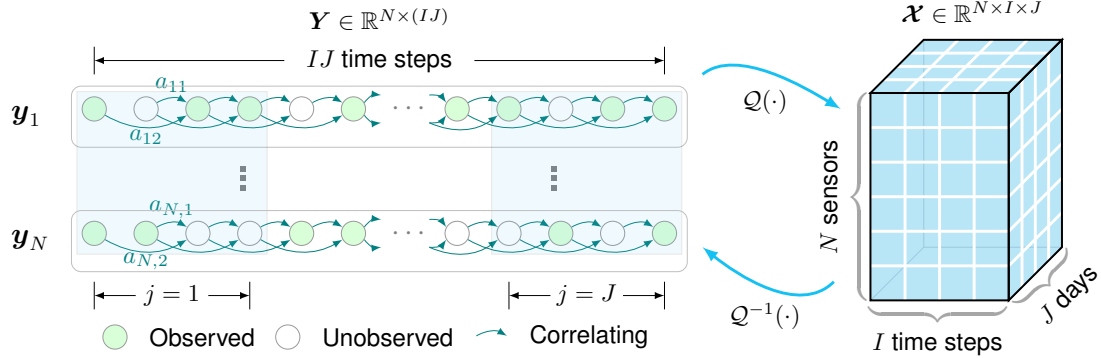 Y ∈ ℝ^{N×(IJ)}
IJ time steps
y_1
a_{11}
a_{12}
···
⋮ ⋮
y_N
a_{N,1}
a_{N,2}
···
j = 1
j = J
Observed Unobserved Correlating
Q(·)
Q^{-1}(·)
𝒳 ∈ ℝ^{N×I×J}
N sensors
I time steps
J days